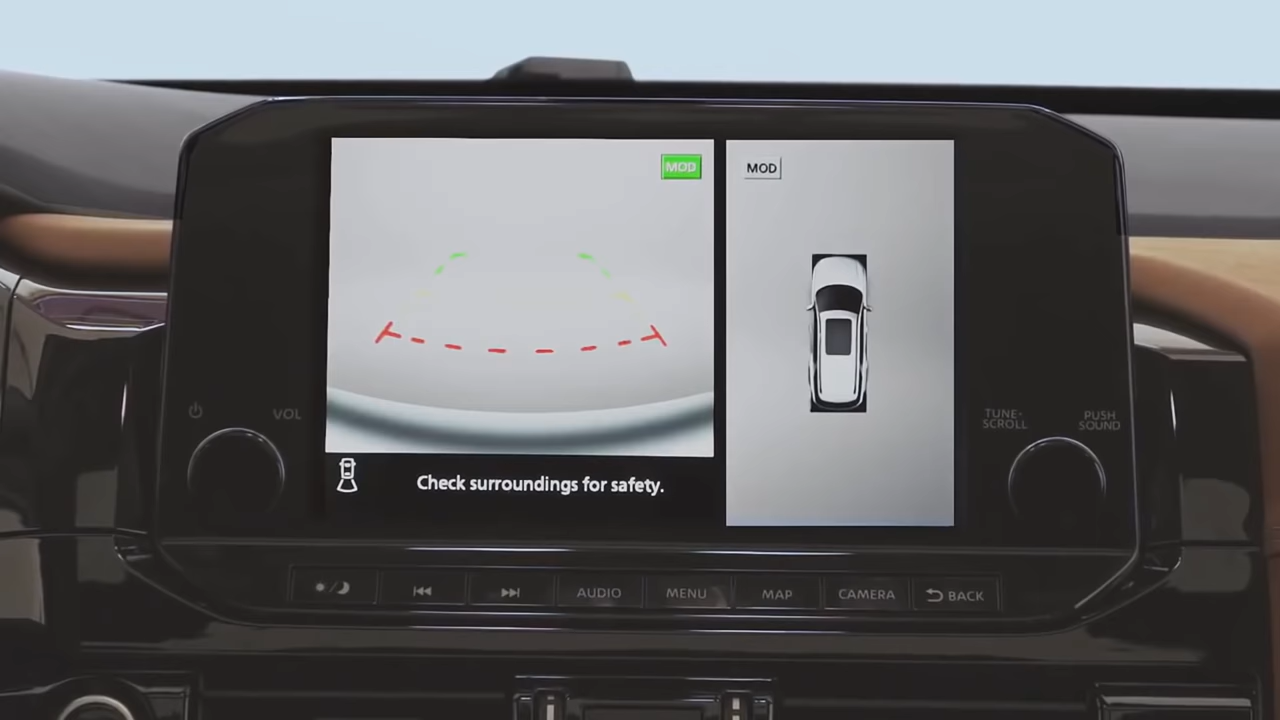 MOD
MOD
VOL
TUNE·
SCROLL
PUSH
SOUND
Check surroundings for safety.
AUDIO
MENU
MAP
CAMERA
BACK